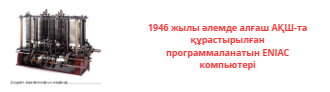 1946 жылы әлемде алғаш АҚШ-та
құрастырылған
программаланатын ENIAC
компьютері